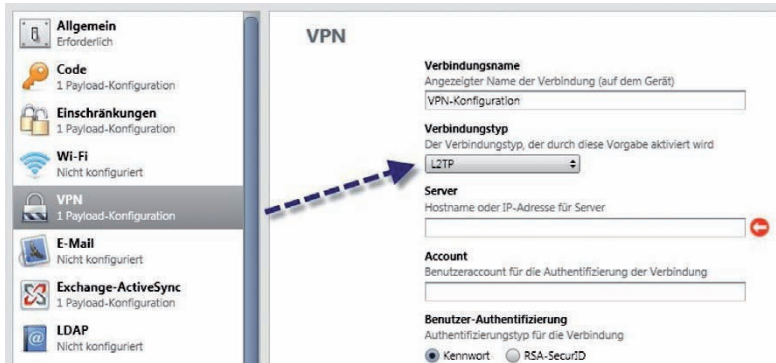 Allgemein
Erforderlich
Code
1 Payload-Konfiguration
Einschränkungen
1 Payload-Konfiguration
Wi-Fi
Nicht konfiguriert
VPN
1 Payload-Konfiguration
E-Mail
Nicht konfiguriert
Exchange-ActiveSync
1 Payload-Konfiguration
LDAP
Nicht konfiguriert
VPN
Verbindungsname
Angezeigter Name der Verbindung (auf dem Gerät)
VPN-Konfiguration
Verbindungstyp
Der Verbindungstyp, der durch diese Vorgabe aktiviert wird
L2TP
Server
Hostname oder IP-Adresse für Server
Account
Benutzeraccount für die Authentifizierung der Verbindung
Benutzer-Authentifizierung
Authentifizierungstyp für die Verbindung
Kennwort RSA-SecurID